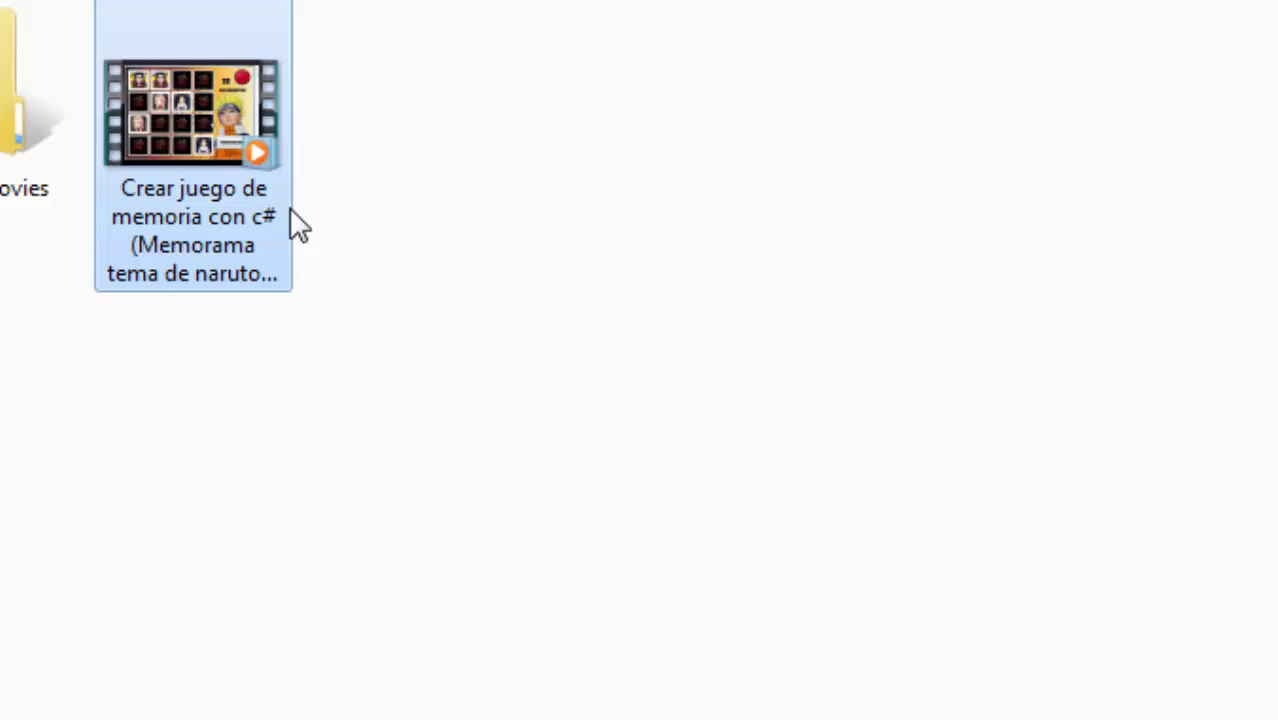 ovies
Crear juego de
memoria con c#
(Memorama
tema de naruto...